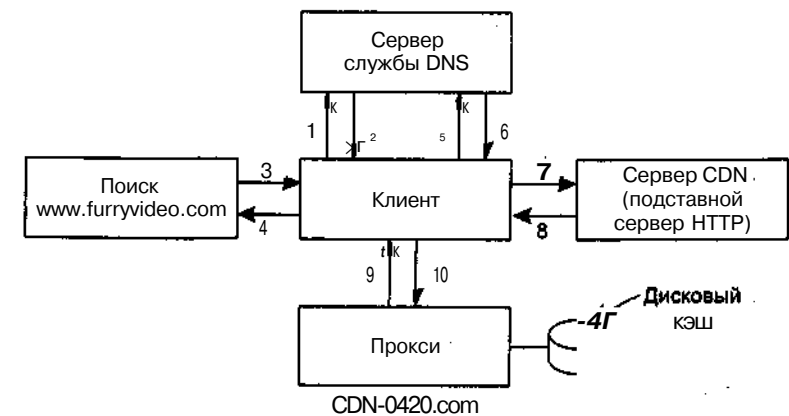 Сервер
службы DNS
К
К
1
2
5
6
Поиск
www.furryvideo.com
3
4
Клиент
7
8
Сервер CDN
(подставной
сервер HTTP)
9
10
Дисковый
кэш
Прокси
CDN-0420.com